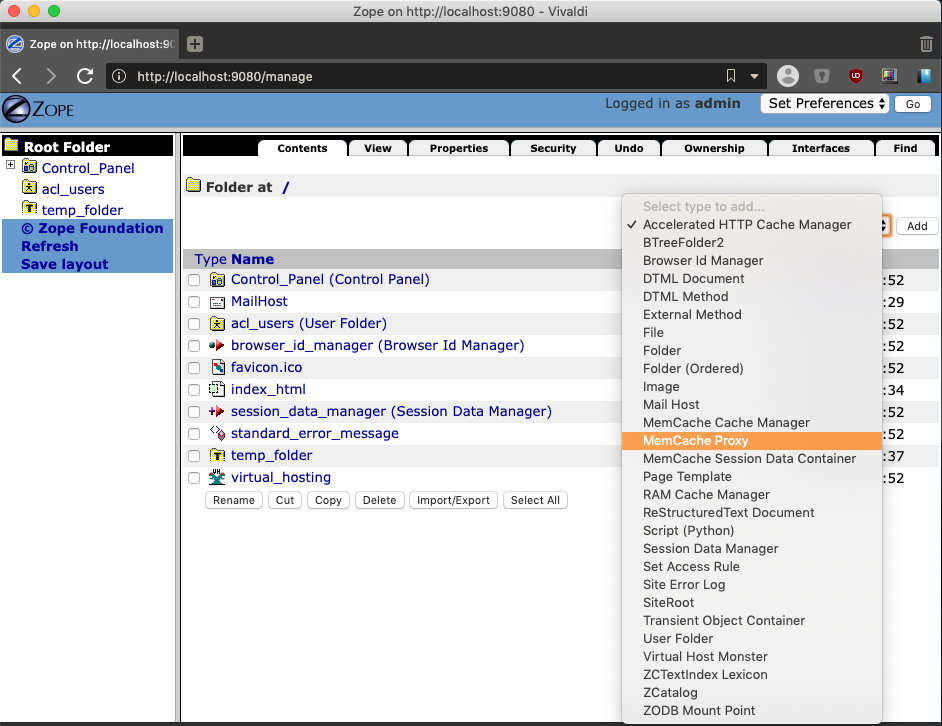 Zope on http://localhost:9080 - Vivaldi
Zope on http://localhost:90
http://localhost:9080/manage
ZOPE
Logged in as admin
Set Preferences
Go
Root Folder
Control_Panel
acl_users
temp_folder
© Zope Foundation
Refresh
Save layout
Contents
View
Properties
Security
Undo
Ownership
Interfaces
Find
Folder at /
Add
Type Name
Control_Panel (Control Panel)
:52
MailHost
:29
acl_users (User Folder)
:52
browser_id_manager (Browser Id Manager)
:52
favicon.ico
:52
index_html
:34
session_data_manager (Session Data Manager)
:52
standard_error_message
:52
temp_folder
:37
virtual_hosting
:52
Rename
Cut
Copy
Delete
Import/Export
Select All
Select type to add...
✓ Accelerated HTTP Cache Manager
BTreeFolder2
Browser Id Manager
DTML Document
DTML Method
External Method
File
Folder
Folder (Ordered)
Image
Mail Host
MemCache Cache Manager
MemCache Proxy
MemCache Session Data Container
Page Template
RAM Cache Manager
ReStructuredText Document
Script (Python)
Session Data Manager
Set Access Rule
Site Error Log
SiteRoot
Transient Object Container
User Folder
Virtual Host Monster
ZCTextIndex Lexicon
ZCatalog
ZODB Mount Point